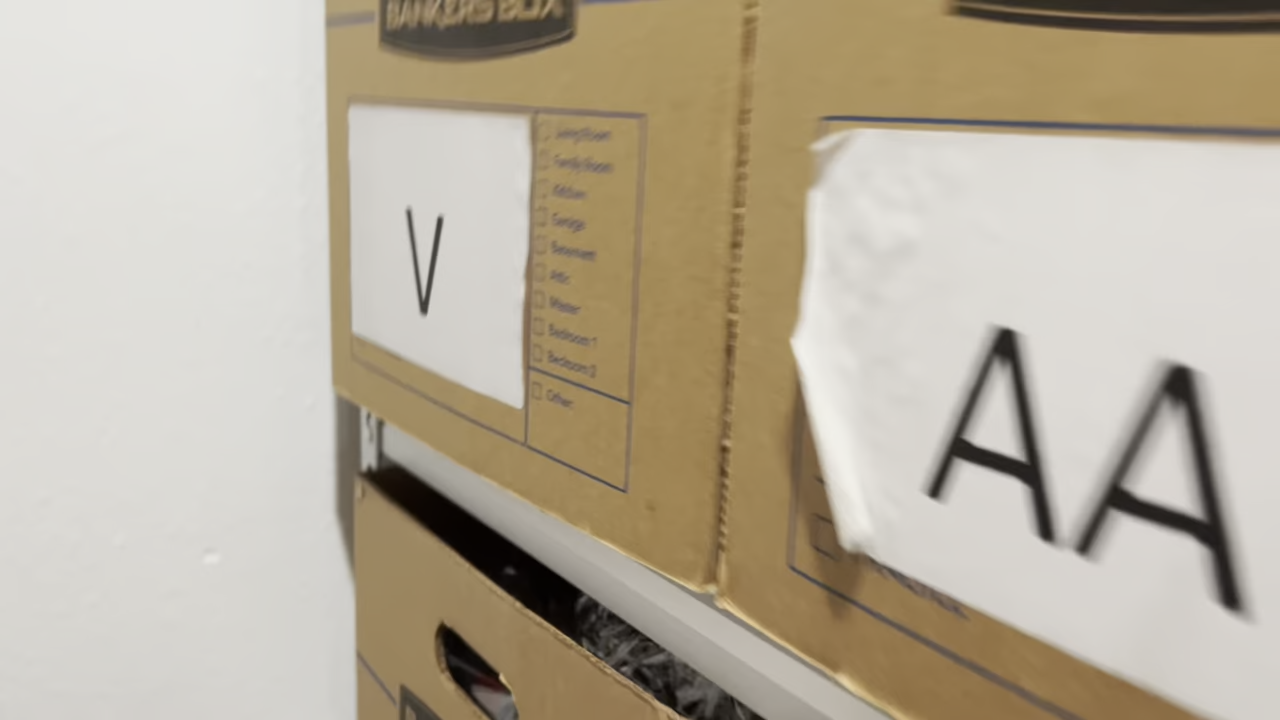 BANKERS BOX
V
Living Room
Family Room
Kitchen
Garage
Basement
Attic
Master
Bedroom 1
Bedroom 2
Other:
AA